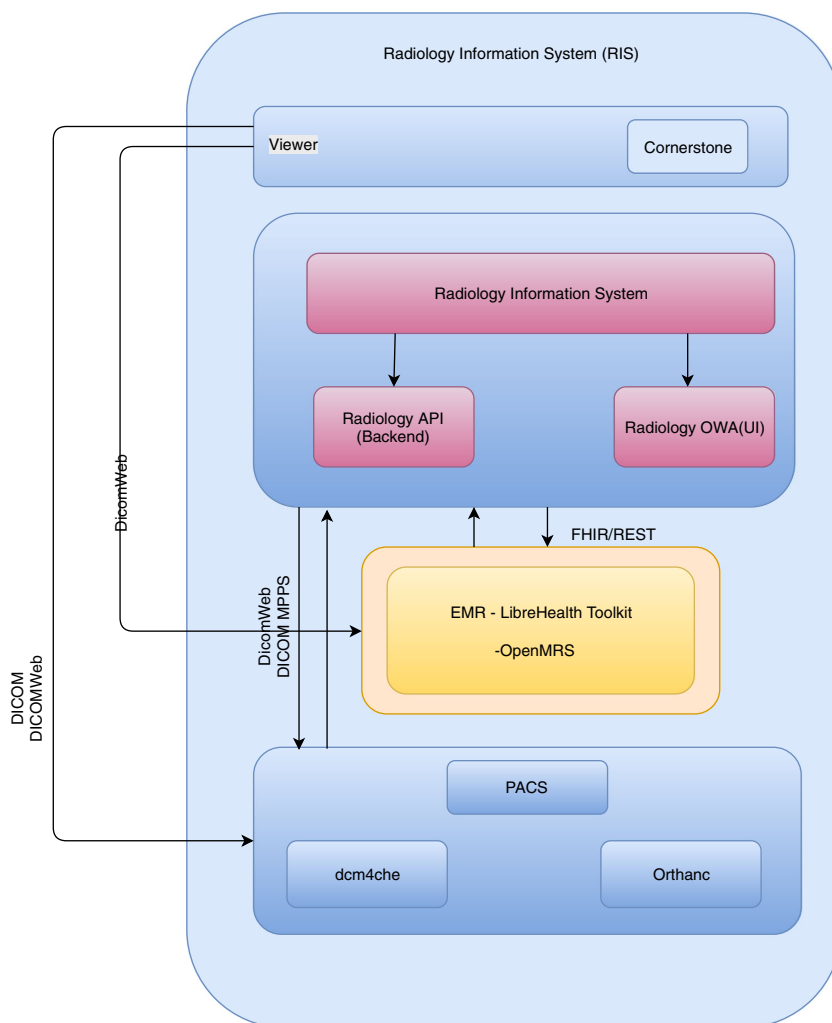 Radiology Information System (RIS)
Viewer
Cornerstone
Radiology Information System
Radiology API
(Backend)
Radiology OWA(UI)
DicomWeb
FHIR/REST
DicomWeb
DICOM MPPS
EMR - LibreHealth Toolkit
-OpenMRS
DICOM
DICOMWeb
PACS
dcm4che
Orthanc